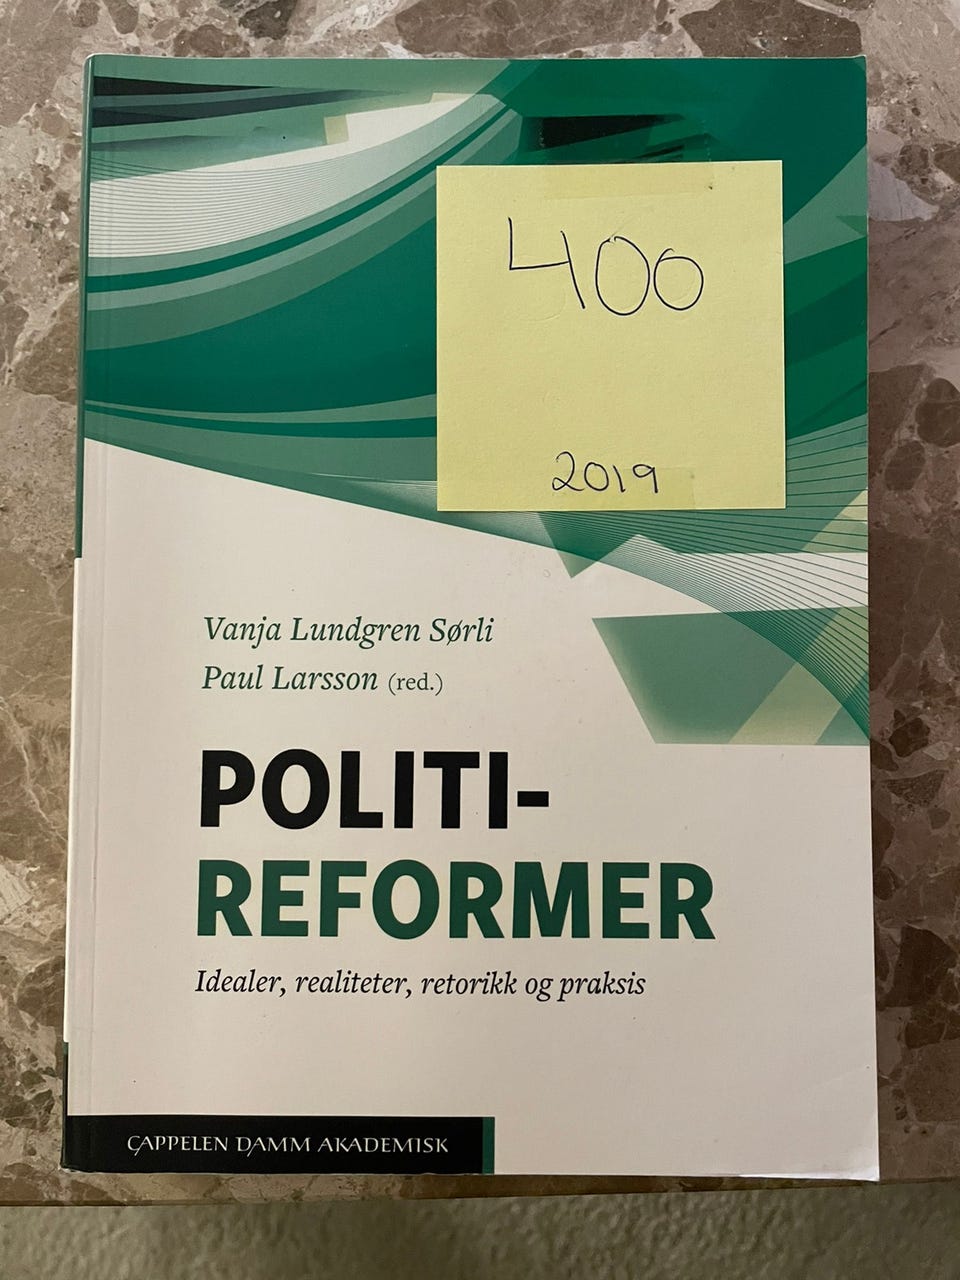 400
2019
Vanja Lundgren Sørli
Paul Larsson (red.)
POLITI-
REFORMER
Idealer, realiteter, retorikk og praksis
CAPPELEN DAMM AKADEMISK